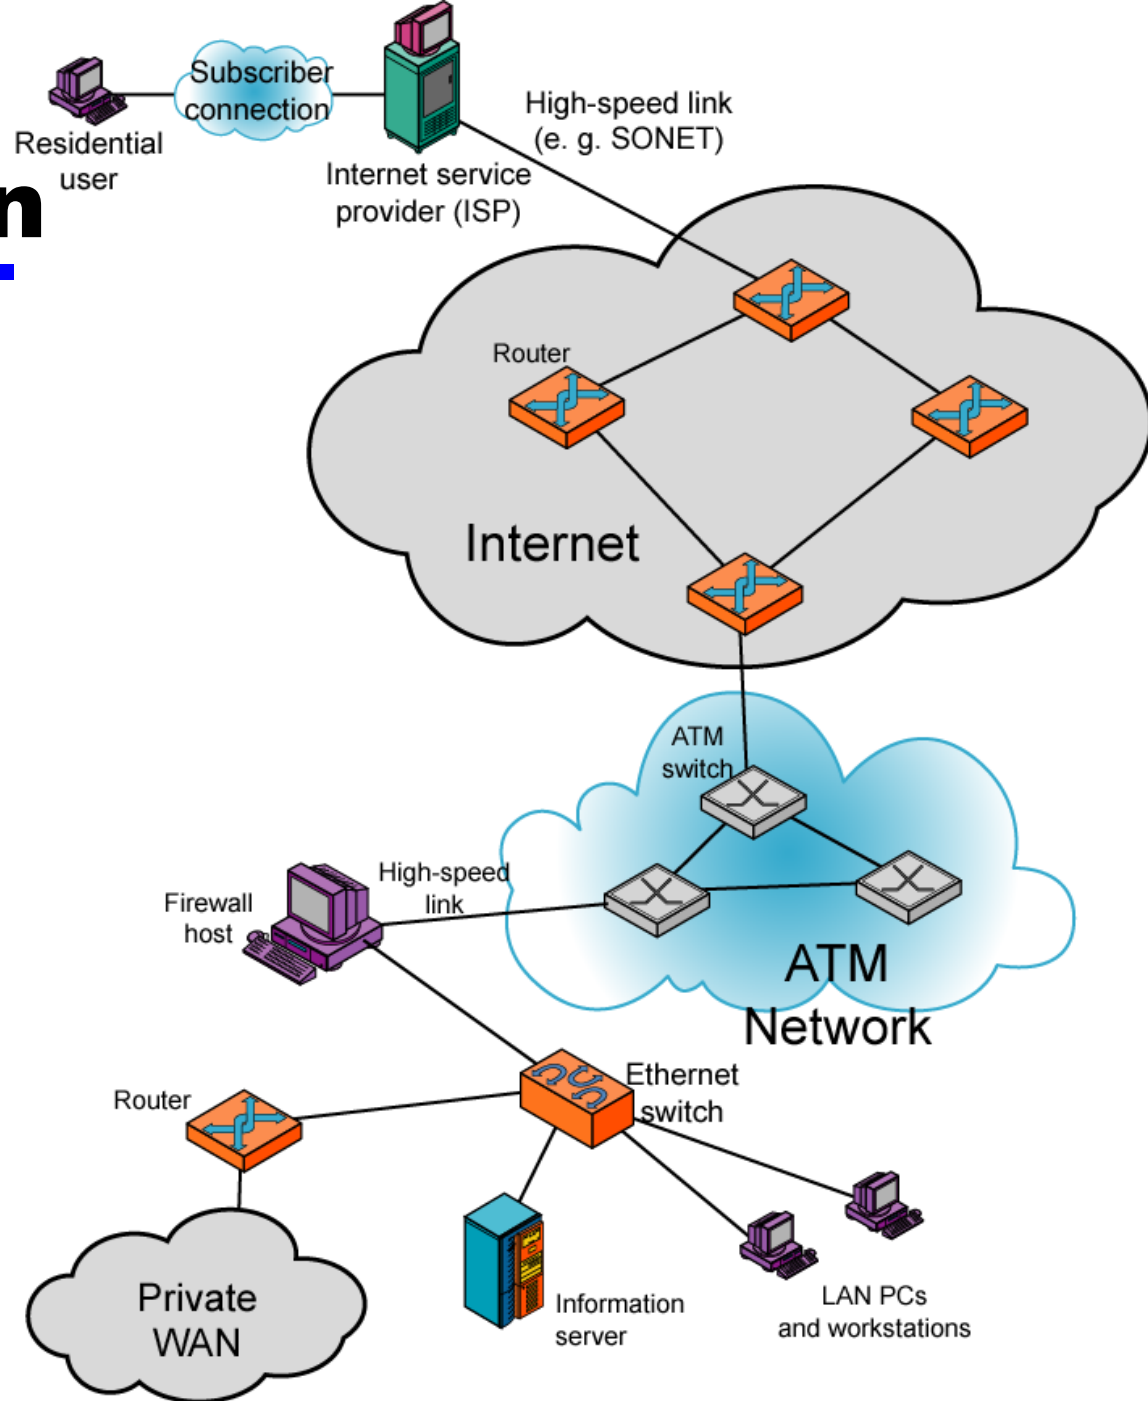 Subscriber
connection
Residential
user
Internet service
provider (ISP)
High-speed link
(e. g. SONET)
n
Router
Internet
ATM
switch
High-speed
link
Firewall
host
ATM
Network
Ethernet
switch
Router
Private
WAN
Information
server
LAN PCs
and workstations